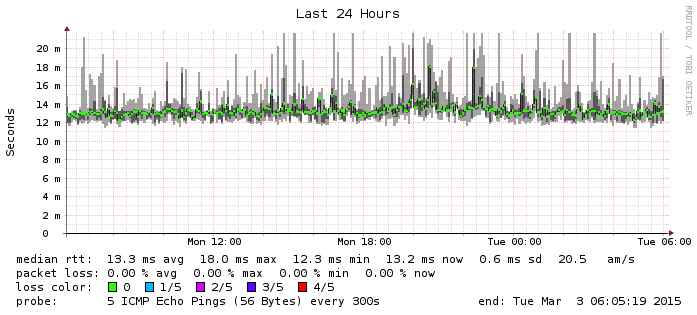 Last 24 Hours
RRDTOOL / TOBI OETIKER
Seconds
20 m
18 m
16 m
14 m
12 m
10 m
8 m
6 m
4 m
2 m
0
Mon 12:00 Mon 18:00 Tue 00:00 Tue 06:00
median rtt: 13.3 ms avg 18.0 ms max 12.3 ms min 13.2 ms now 0.6 ms sd 20.5 am/s
packet loss: 0.00 % avg 0.00 % max 0.00 % min 0.00 % now
loss color: 0 1/5 2/5 3/5 4/5
probe: 5 ICMP Echo Pings (56 Bytes) every 300s end: Tue Mar 3 06:05:19 2015